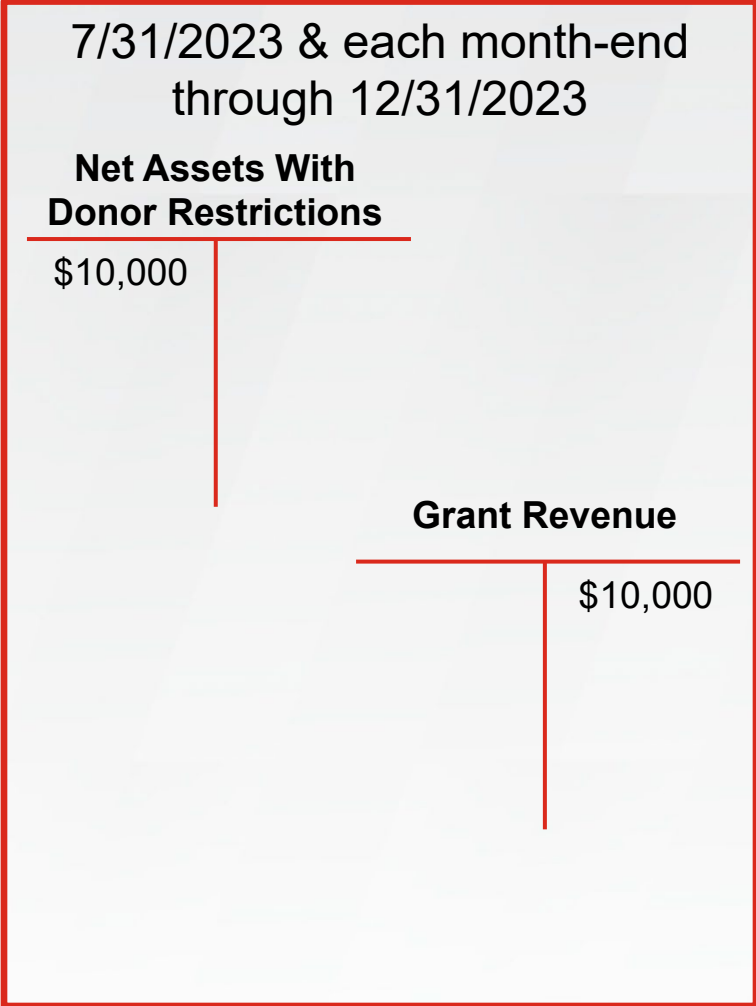 7/31/2023 & each month-end
through 12/31/2023
Net Assets With
Donor Restrictions
$10,000
Grant Revenue
$10,000